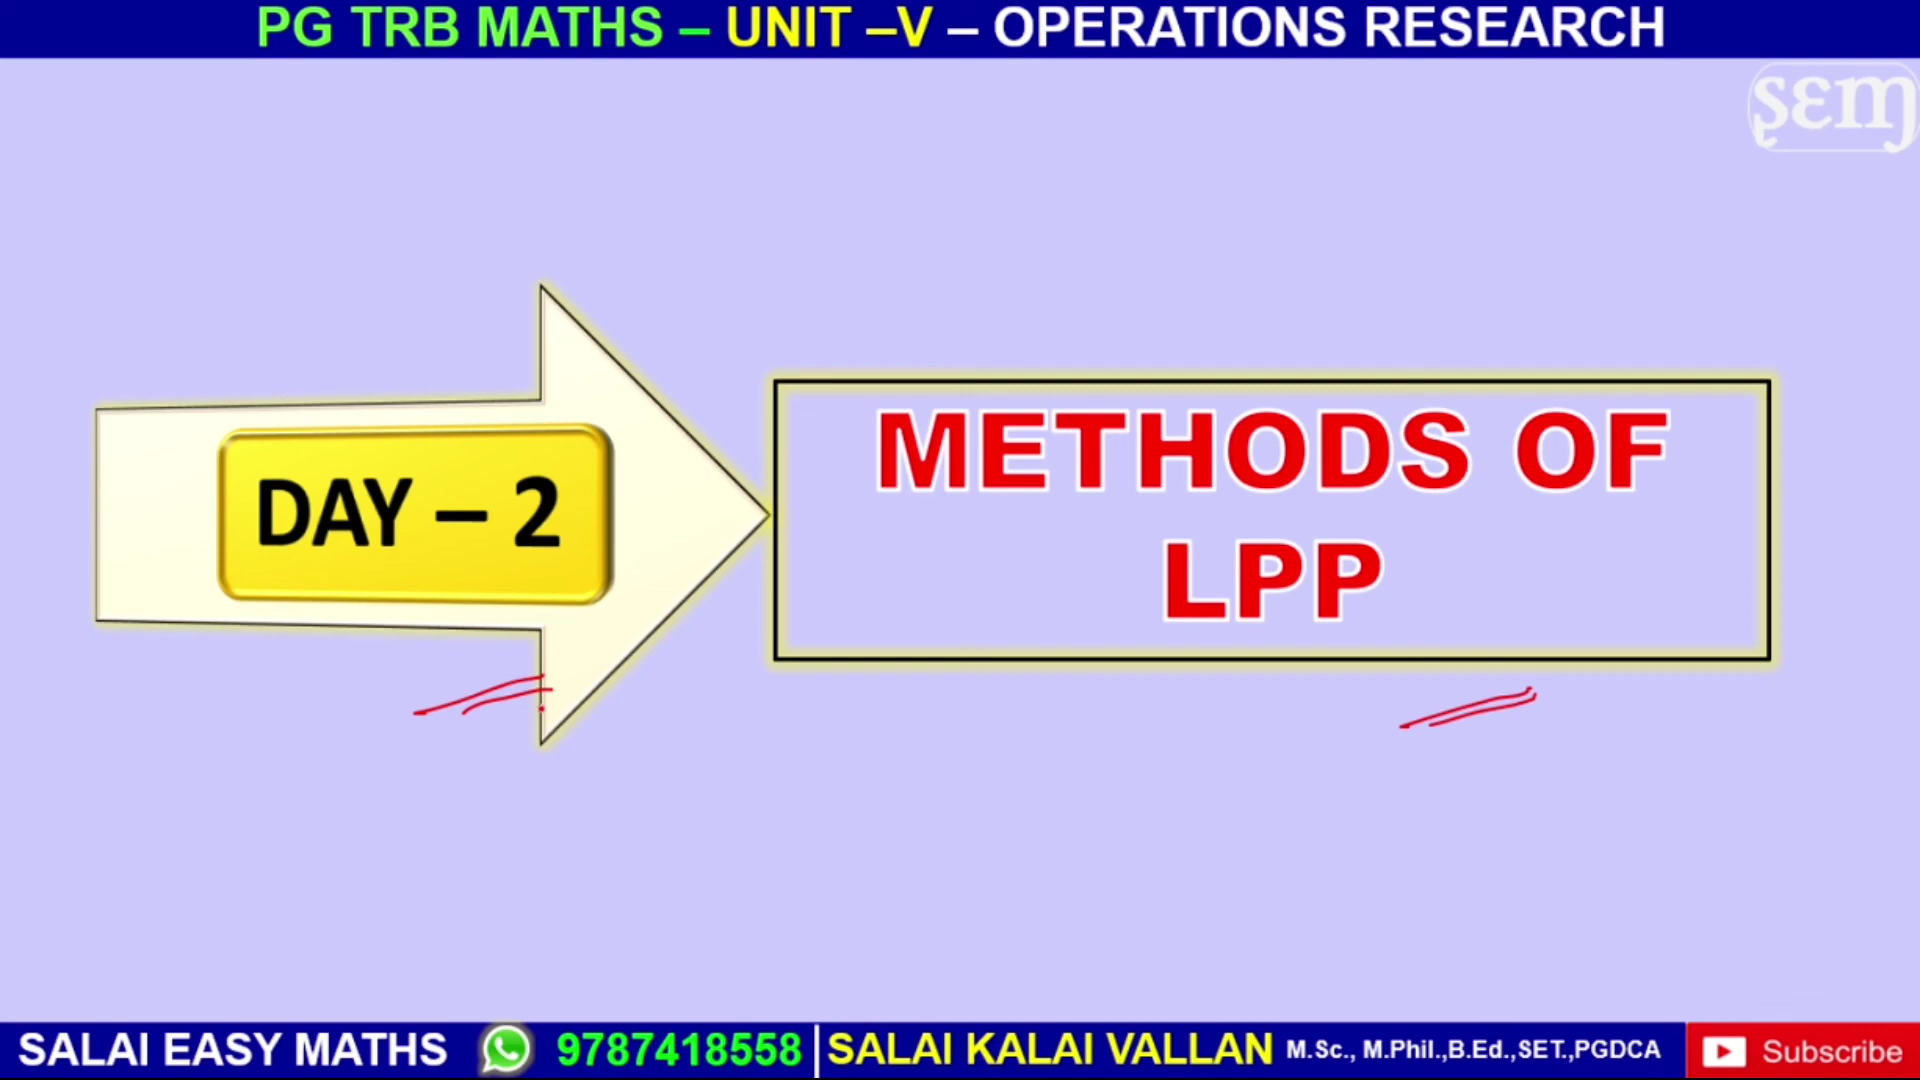 PG TRB MATHS – UNIT –V – OPERATIONS RESEARCH
sem
DAY – 2
METHODS OF
LPP
SALAI EASY MATHS 9787418558 SALAI KALAI VALLAN M.Sc., M.Phil.,B.Ed.,SET.,PGDCA Subscribe